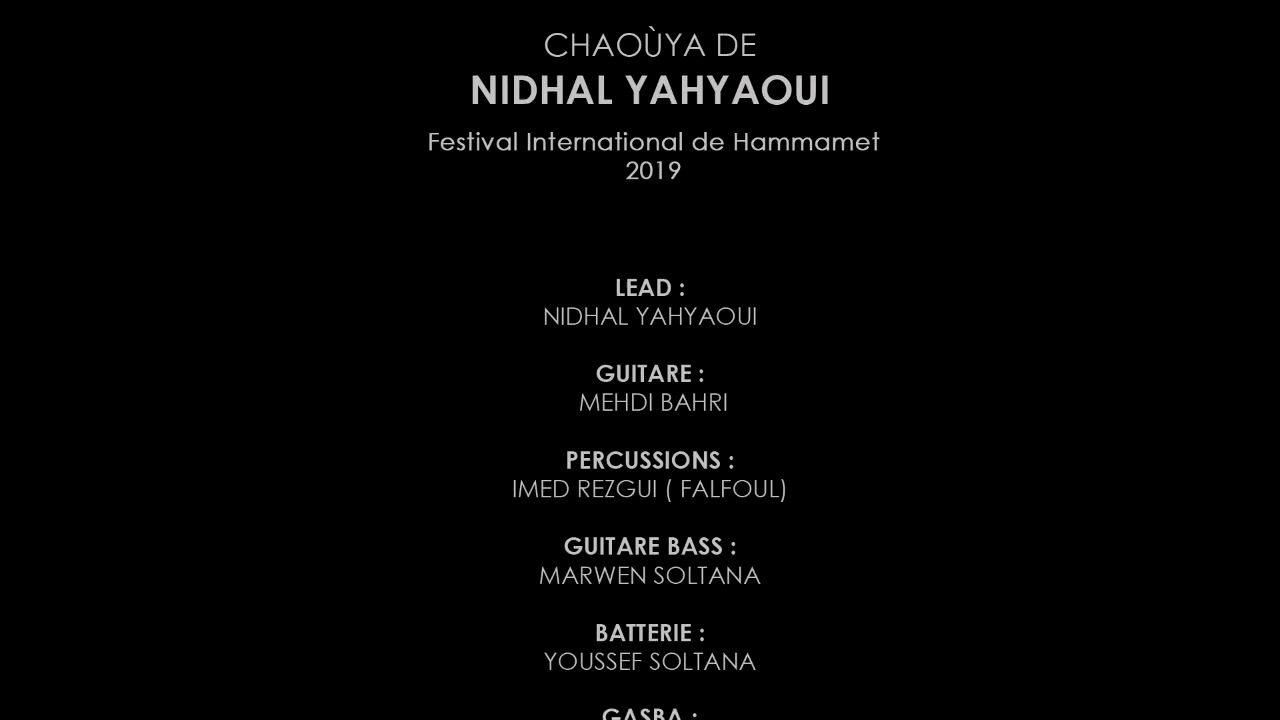 CHAOÙYA DE
NIDHAL YAHYAOUI
Festival International de Hammamet
2019
LEAD :
NIDHAL YAHYAOUI
GUITARE :
MEHDI BAHRI
PERCUSSIONS :
IMED REZGUI ( FALFOUL)
GUITARE BASS :
MARWEN SOLTANA
BATTERIE :
YOUSSEF SOLTANA
GASBA :